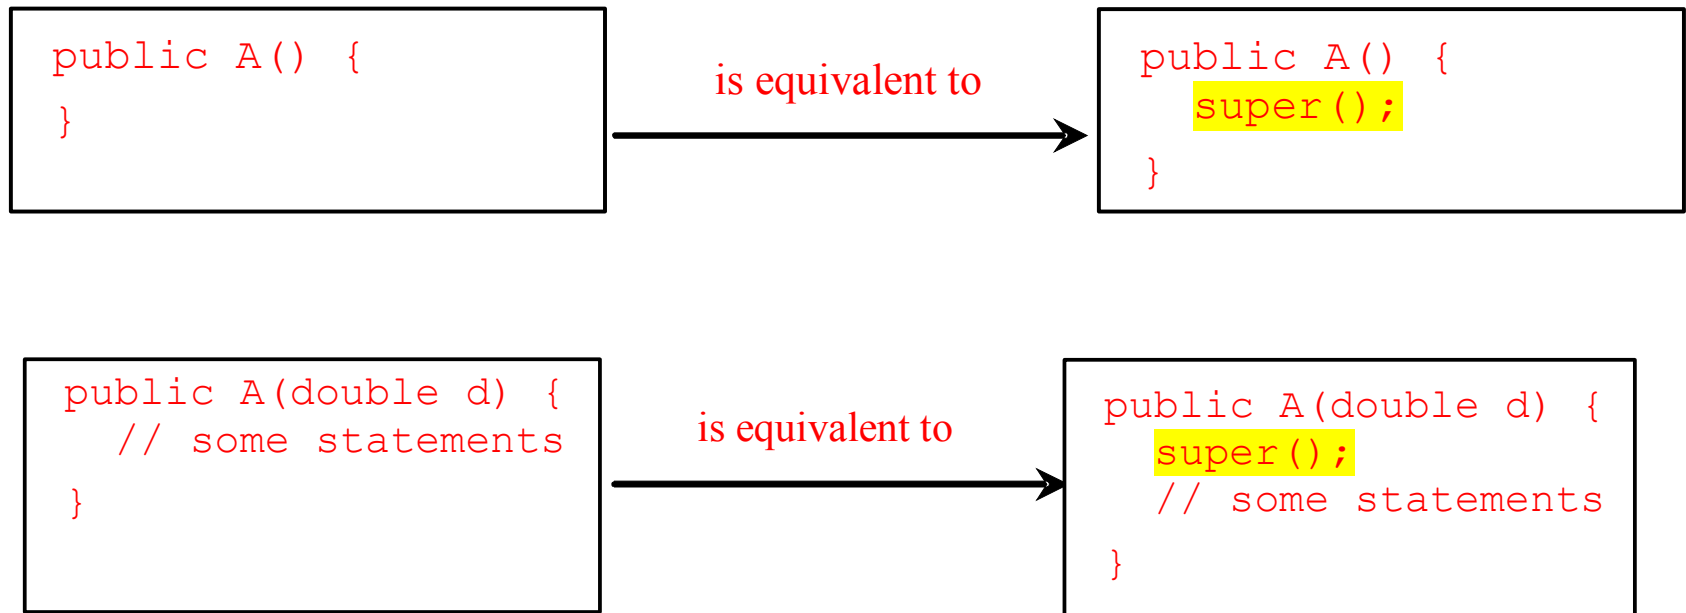 public A() {
}
is equivalent to
public A() {
super();
}
public A(double d) {
// some statements
}
is equivalent to
public A(double d) {
super();
// some statements
}